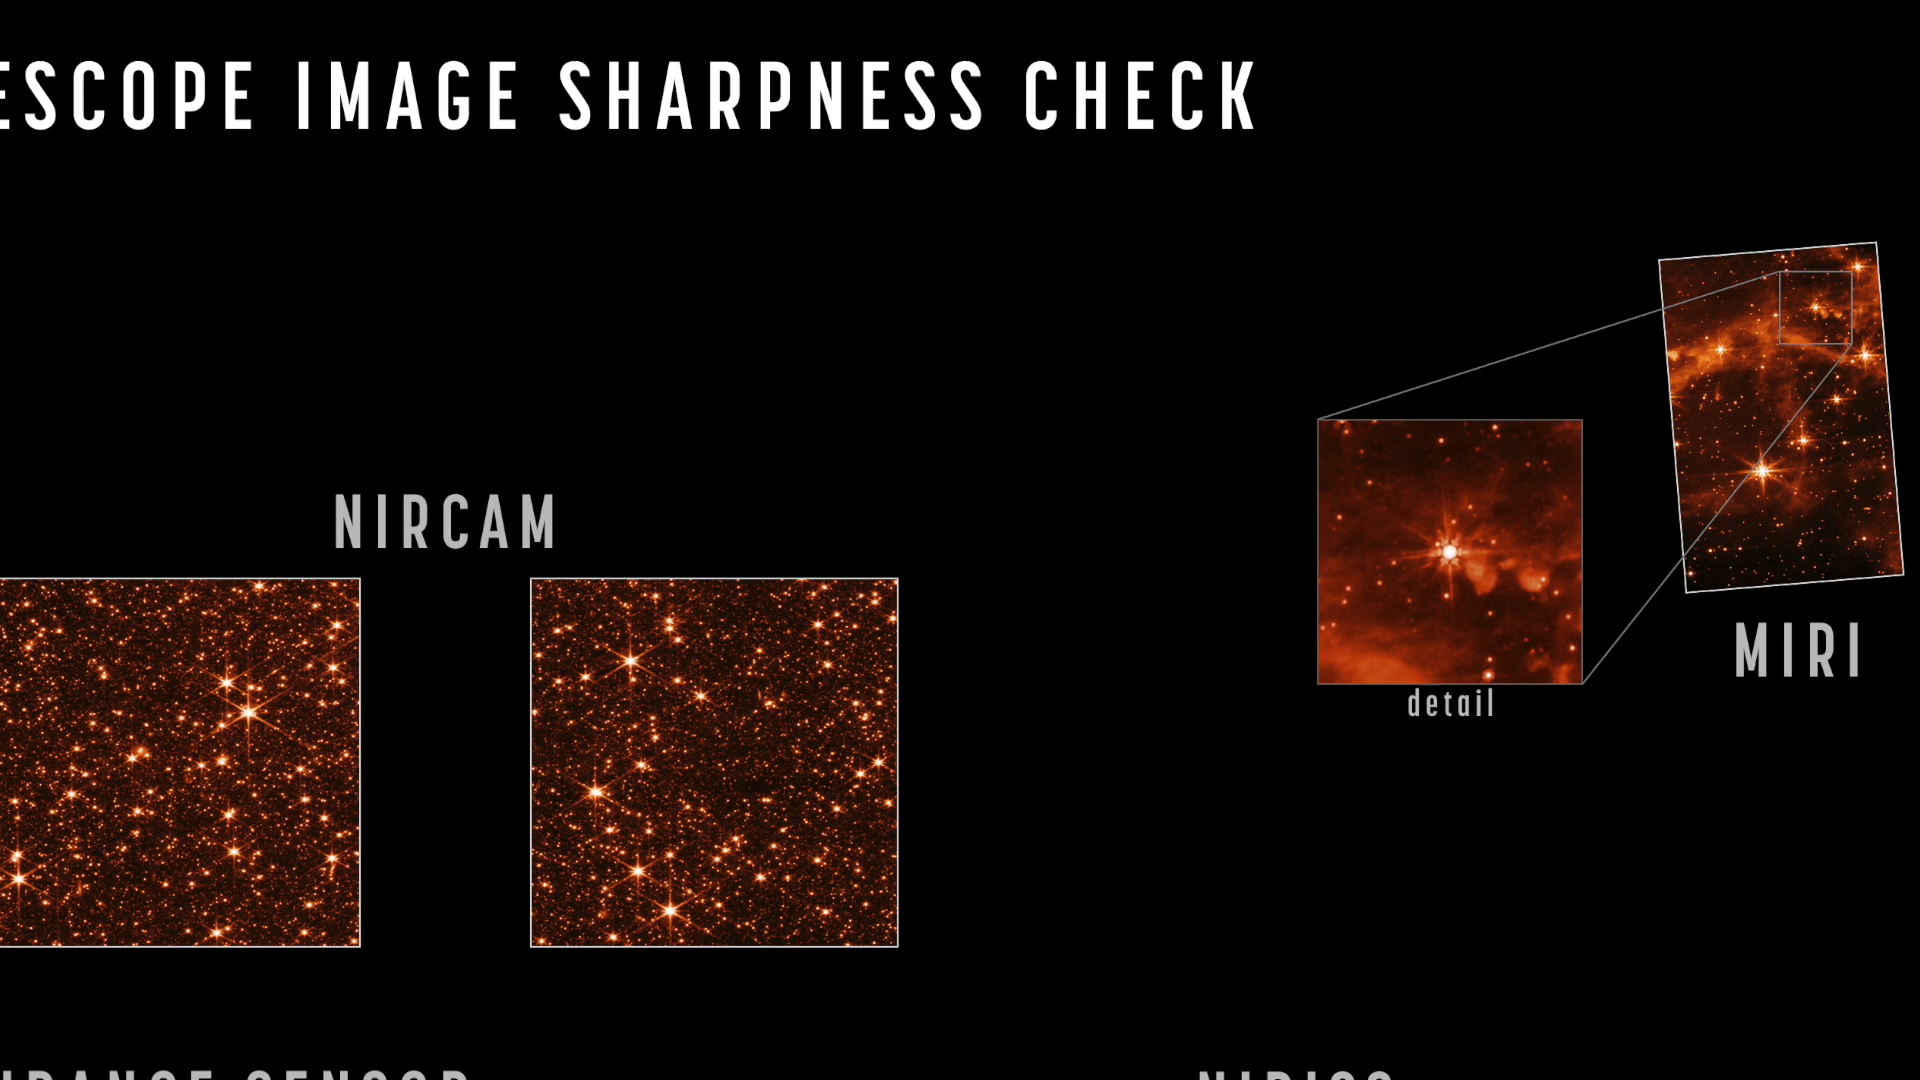 ESCOPE IMAGE SHARPNESS CHECK
NIRCAM
MIRI
detail